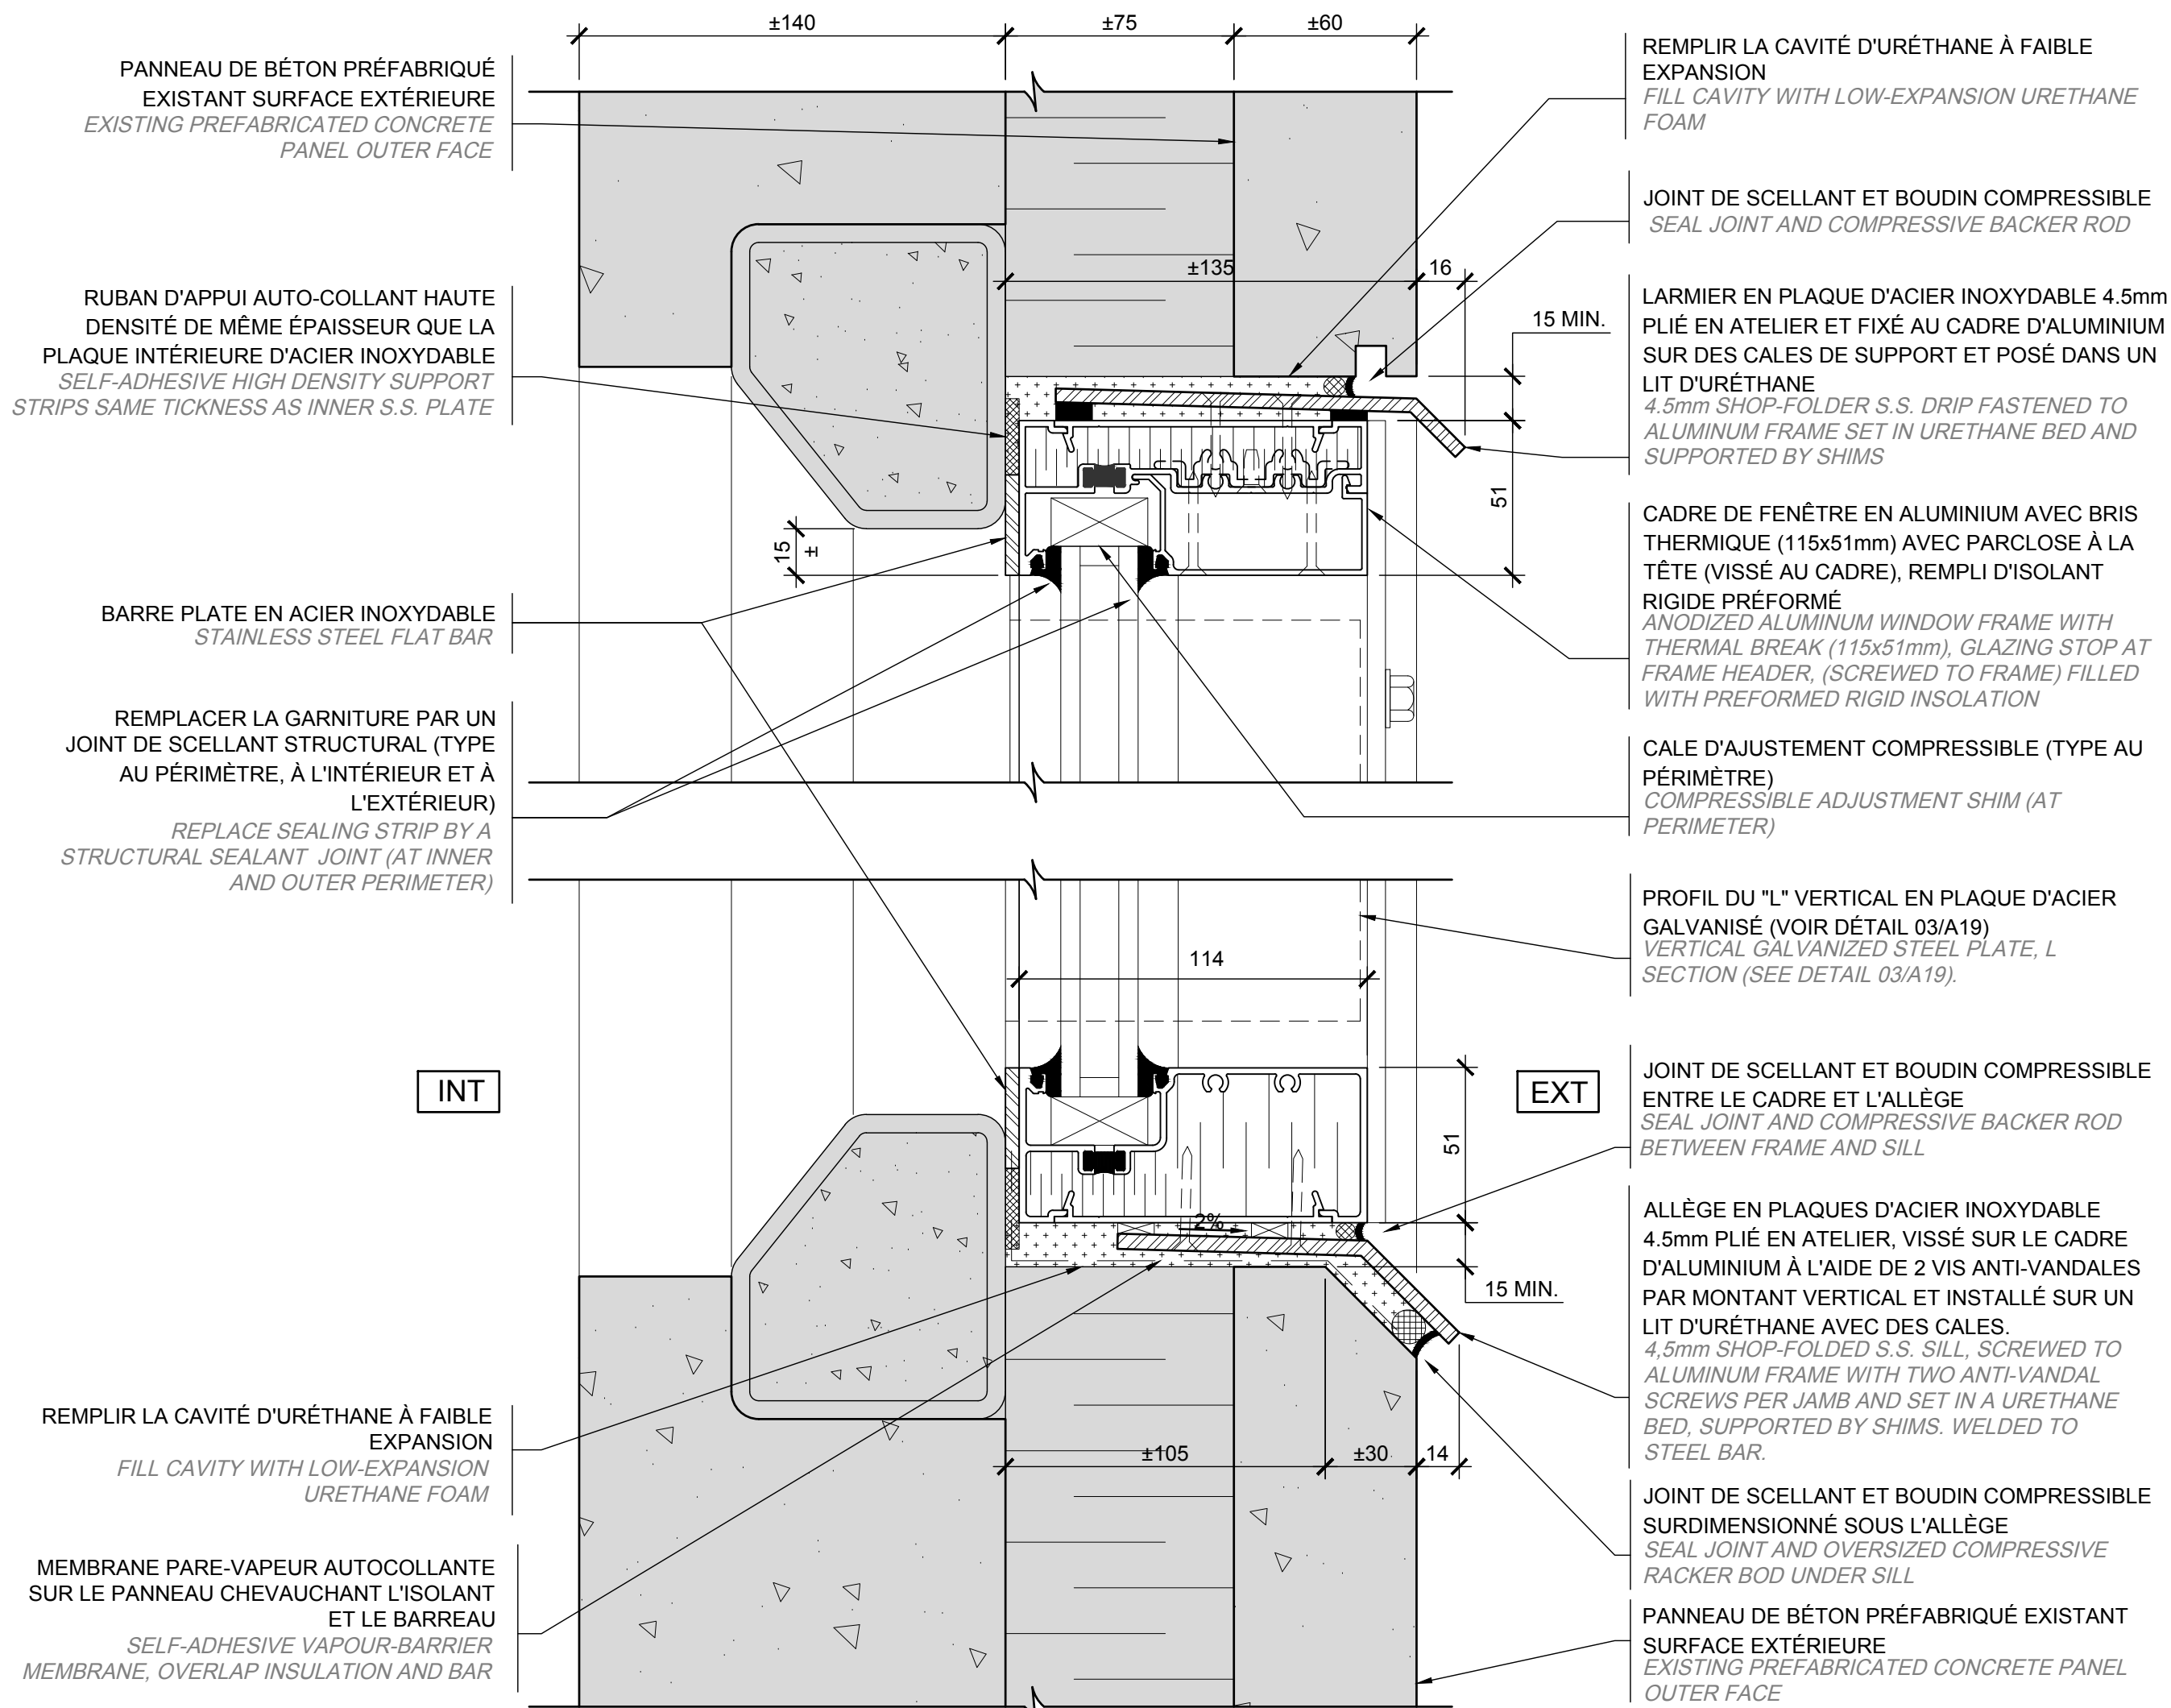 ±140
±75
±60
PANNEAU DE BÉTON PRÉFABRIQUÉ
EXISTANT SURFACE EXTÉRIEURE
EXISTING PREFABRICATED CONCRETE
PANEL OUTER FACE
RUBAN D'APPUI AUTO-COLLANT HAUTE
DENSITÉ DE MÊME ÉPAISSEUR QUE LA
PLAQUE INTÉRIEURE D'ACIER INOXYDABLE
SELF-ADHESIVE HIGH DENSITY SUPPORT
STRIPS SAME TICKNESS AS INNER S.S. PLATE
BARRE PLATE EN ACIER INOXYDABLE
STAINLESS STEEL FLAT BAR
REMPLACER LA GARNITURE PAR UN
JOINT DE SCELLANT STRUCTURAL (TYPE
AU PÉRIMÈTRE, À L'INTÉRIEUR ET À
L'EXTÉRIEUR)
REPLACE SEALING STRIP BY A
STRUCTURAL SEALANT JOINT (AT INNER
AND OUTER PERIMETER)
INT
REMPLIR LA CAVITÉ D'URÉTHANE À FAIBLE
EXPANSION
FILL CAVITY WITH LOW-EXPANSION
URETHANE FOAM
MEMBRANE PARE-VAPEUR AUTOCOLLANTE
SUR LE PANNEAU CHEVAUCHANT L'ISOLANT
ET LE BARREAU
SELF-ADHESIVE VAPOUR-BARRIER
MEMBRANE, OVERLAP INSULATION AND BAR
±135
16
15 MIN.
51
15
±
114
51
2%
15 MIN.
±105
±30
14
EXT
REMPLIR LA CAVITÉ D'URÉTHANE À FAIBLE
EXPANSION
FILL CAVITY WITH LOW-EXPANSION URETHANE
FOAM
JOINT DE SCELLANT ET BOUDIN COMPRESSIBLE
SEAL JOINT AND COMPRESSIVE BACKER ROD
LARMIER EN PLAQUE D'ACIER INOXYDABLE 4.5mm
PLIÉ EN ATELIER ET FIXÉ AU CADRE D'ALUMINIUM
SUR DES CALES DE SUPPORT ET POSÉ DANS UN
LIT D'URÉTHANE
4.5mm SHOP-FOLDER S.S. DRIP FASTENED TO
ALUMINUM FRAME SET IN URETHANE BED AND
SUPPORTED BY SHIMS
CADRE DE FENÊTRE EN ALUMINIUM AVEC BRIS
THERMIQUE (115x51mm) AVEC PARCLOSE À LA
TÊTE (VISSÉ AU CADRE), REMPLI D'ISOLANT
RIGIDE PRÉFORMÉ
ANODIZED ALUMINUM WINDOW FRAME WITH
THERMAL BREAK (115x51mm), GLAZING STOP AT
FRAME HEADER, (SCREWED TO FRAME) FILLED
WITH PREFORMED RIGID INSOLATION
CALE D'AJUSTEMENT COMPRESSIBLE (TYPE AU
PÉRIMÈTRE)
COMPRESSIBLE ADJUSTMENT SHIM (AT
PERIMETER)
PROFIL DU "L" VERTICAL EN PLAQUE D'ACIER
GALVANISÉ (VOIR DÉTAIL 03/A19)
VERTICAL GALVANIZED STEEL PLATE, L
SECTION (SEE DETAIL 03/A19).
JOINT DE SCELLANT ET BOUDIN COMPRESSIBLE
ENTRE LE CADRE ET L'ALLÈGE
SEAL JOINT AND COMPRESSIVE BACKER ROD
BETWEEN FRAME AND SILL
ALLÈGE EN PLAQUES D'ACIER INOXYDABLE
4.5mm PLIÉ EN ATELIER, VISSÉ SUR LE CADRE
D'ALUMINIUM À L'AIDE DE 2 VIS ANTI-VANDALES
PAR MONTANT VERTICAL ET INSTALLÉ SUR UN
LIT D'URÉTHANE AVEC DES CALES.
4,5mm SHOP-FOLDED S.S. SILL, SCREWED TO
ALUMINUM FRAME WITH TWO ANTI-VANDAL
SCREWS PER JAMB AND SET IN A URETHANE
BED, SUPPORTED BY SHIMS. WELDED TO
STEEL BAR.
JOINT DE SCELLANT ET BOUDIN COMPRESSIBLE
SURDIMENSIONNÉ SOUS L'ALLÈGE
SEAL JOINT AND OVERSIZED COMPRESSIVE
RACKER BOD UNDER SILL
PANNEAU DE BÉTON PRÉFABRIQUÉ EXISTANT
SURFACE EXTÉRIEURE
EXISTING PREFABRICATED CONCRETE PANEL
OUTER FACE